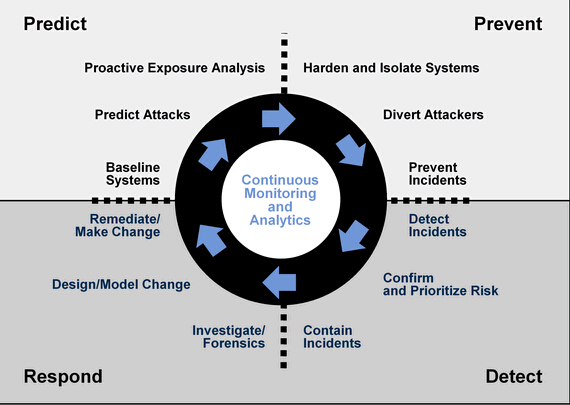 Predict
Prevent
Proactive Exposure Analysis
Harden and Isolate Systems
Predict Attacks
Divert Attackers
Baseline
Systems
Prevent
Incidents
Continuous
Monitoring
and
Analytics
Remediate/
Make Change
Detect
Incidents
Design/Model Change
Confirm
and Prioritize Risk
Investigate/
Forensics
Contain
Incidents
Respond
Detect